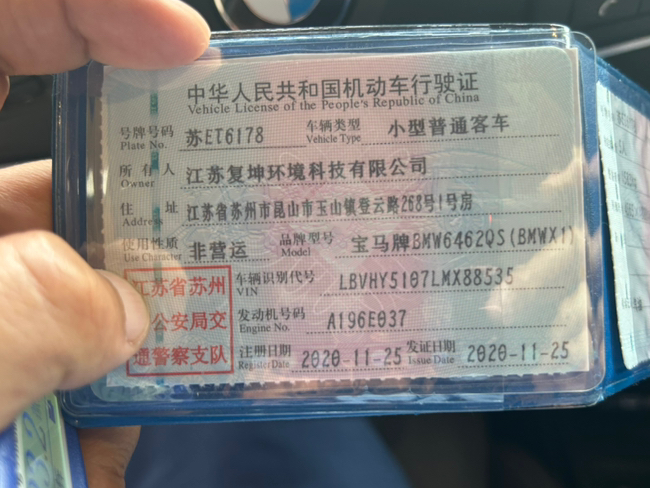 中华人民共和国机动车行驶证
Vehicle License of the People's Republic of China
号牌号码 苏ET6178 车辆类型 小型普通客车
Plate No. Vehicle Type
所有人 江苏复坤环境科技有限公司
Owner
住址 江苏省苏州市昆山市玉山镇登云路268号1号房
Address
使用性质 非营运 品牌型号 宝马牌BMW6462QS(BMWX1)
Use Character Model
江苏省苏州 车辆识别代号 LBVHY5107LMX88535
VIN
公安局交 发动机号码 A196E037
Engine No.
通警察支队 注册日期 2020-11-25 发证日期 2020-11-25
Register Date Issue Date